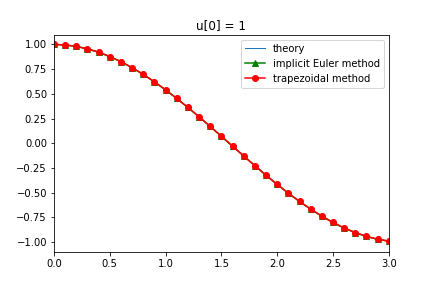 u[0] = 1
theory
implicit Euler method
trapezoidal method
1.00
0.75
0.50
0.25
0.00
−0.25
−0.50
−0.75
−1.00
0.0 0.5 1.0 1.5 2.0 2.5 3.0